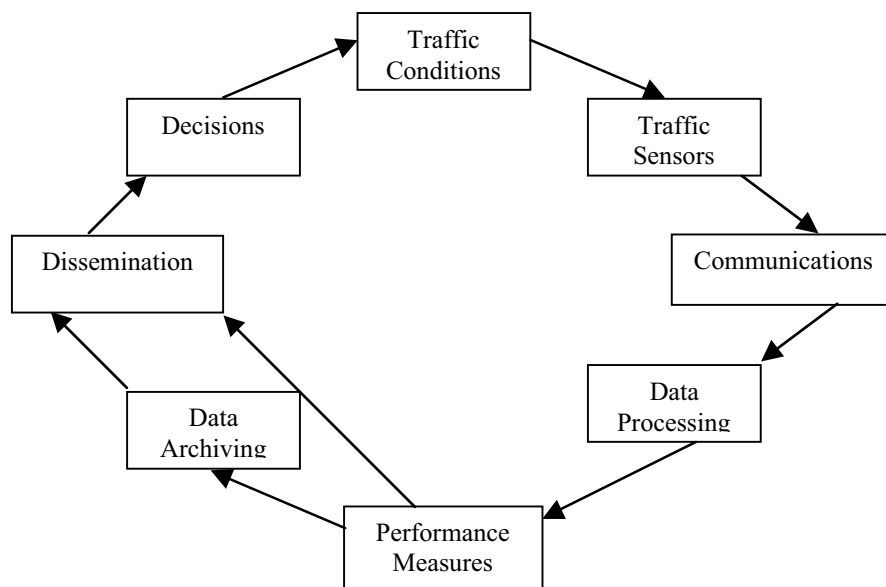 Traffic
Conditions
Decisions
Traffic
Sensors
Dissemination
Communications
Data
Processing
Data
Archiving
Performance
Measures